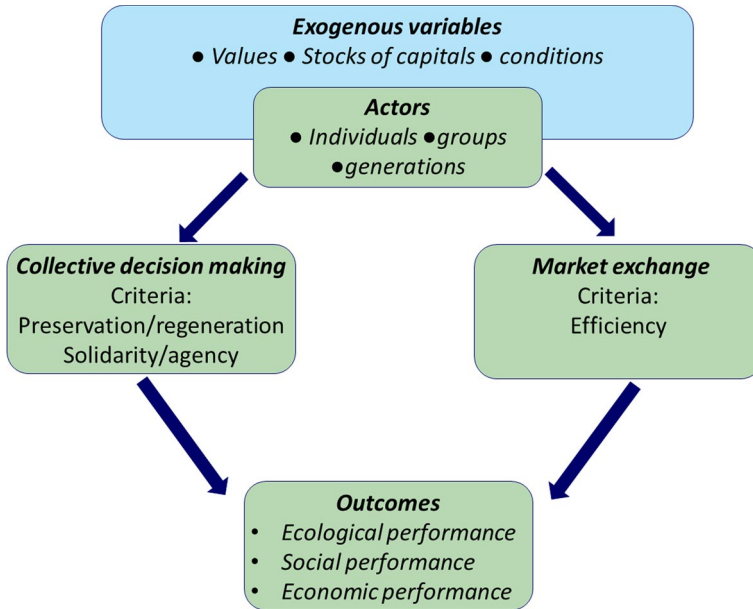 Exogenous variables
● Values ● Stocks of capitals ● conditions
Actors
● Individuals ●groups
●generations
Collective decision making
Criteria:
Preservation/regeneration
Solidarity/agency
Market exchange
Criteria:
Efficiency
Outcomes
• Ecological performance
• Social performance
• Economic performance